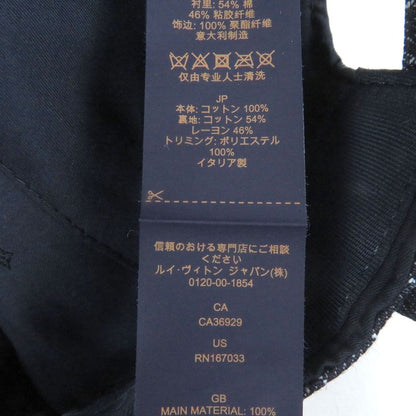 衬里: 54% 棉
46% 粘胶纤维
饰边: 100% 聚酯纤维
意大利制造
仅由专业人士清洗
JP
本体: コットン 100%
裏地: コットン 54%
レーヨン 46%
トリミング: ポリエステル
100%
イタリア製
信頼のおける専門店にご相談
ください
ルイ・ヴィトン ジャパン(株)
0120-00-1854
CA
CA36929
US
RN167033
GB
MAIN MATERIAL: 100%